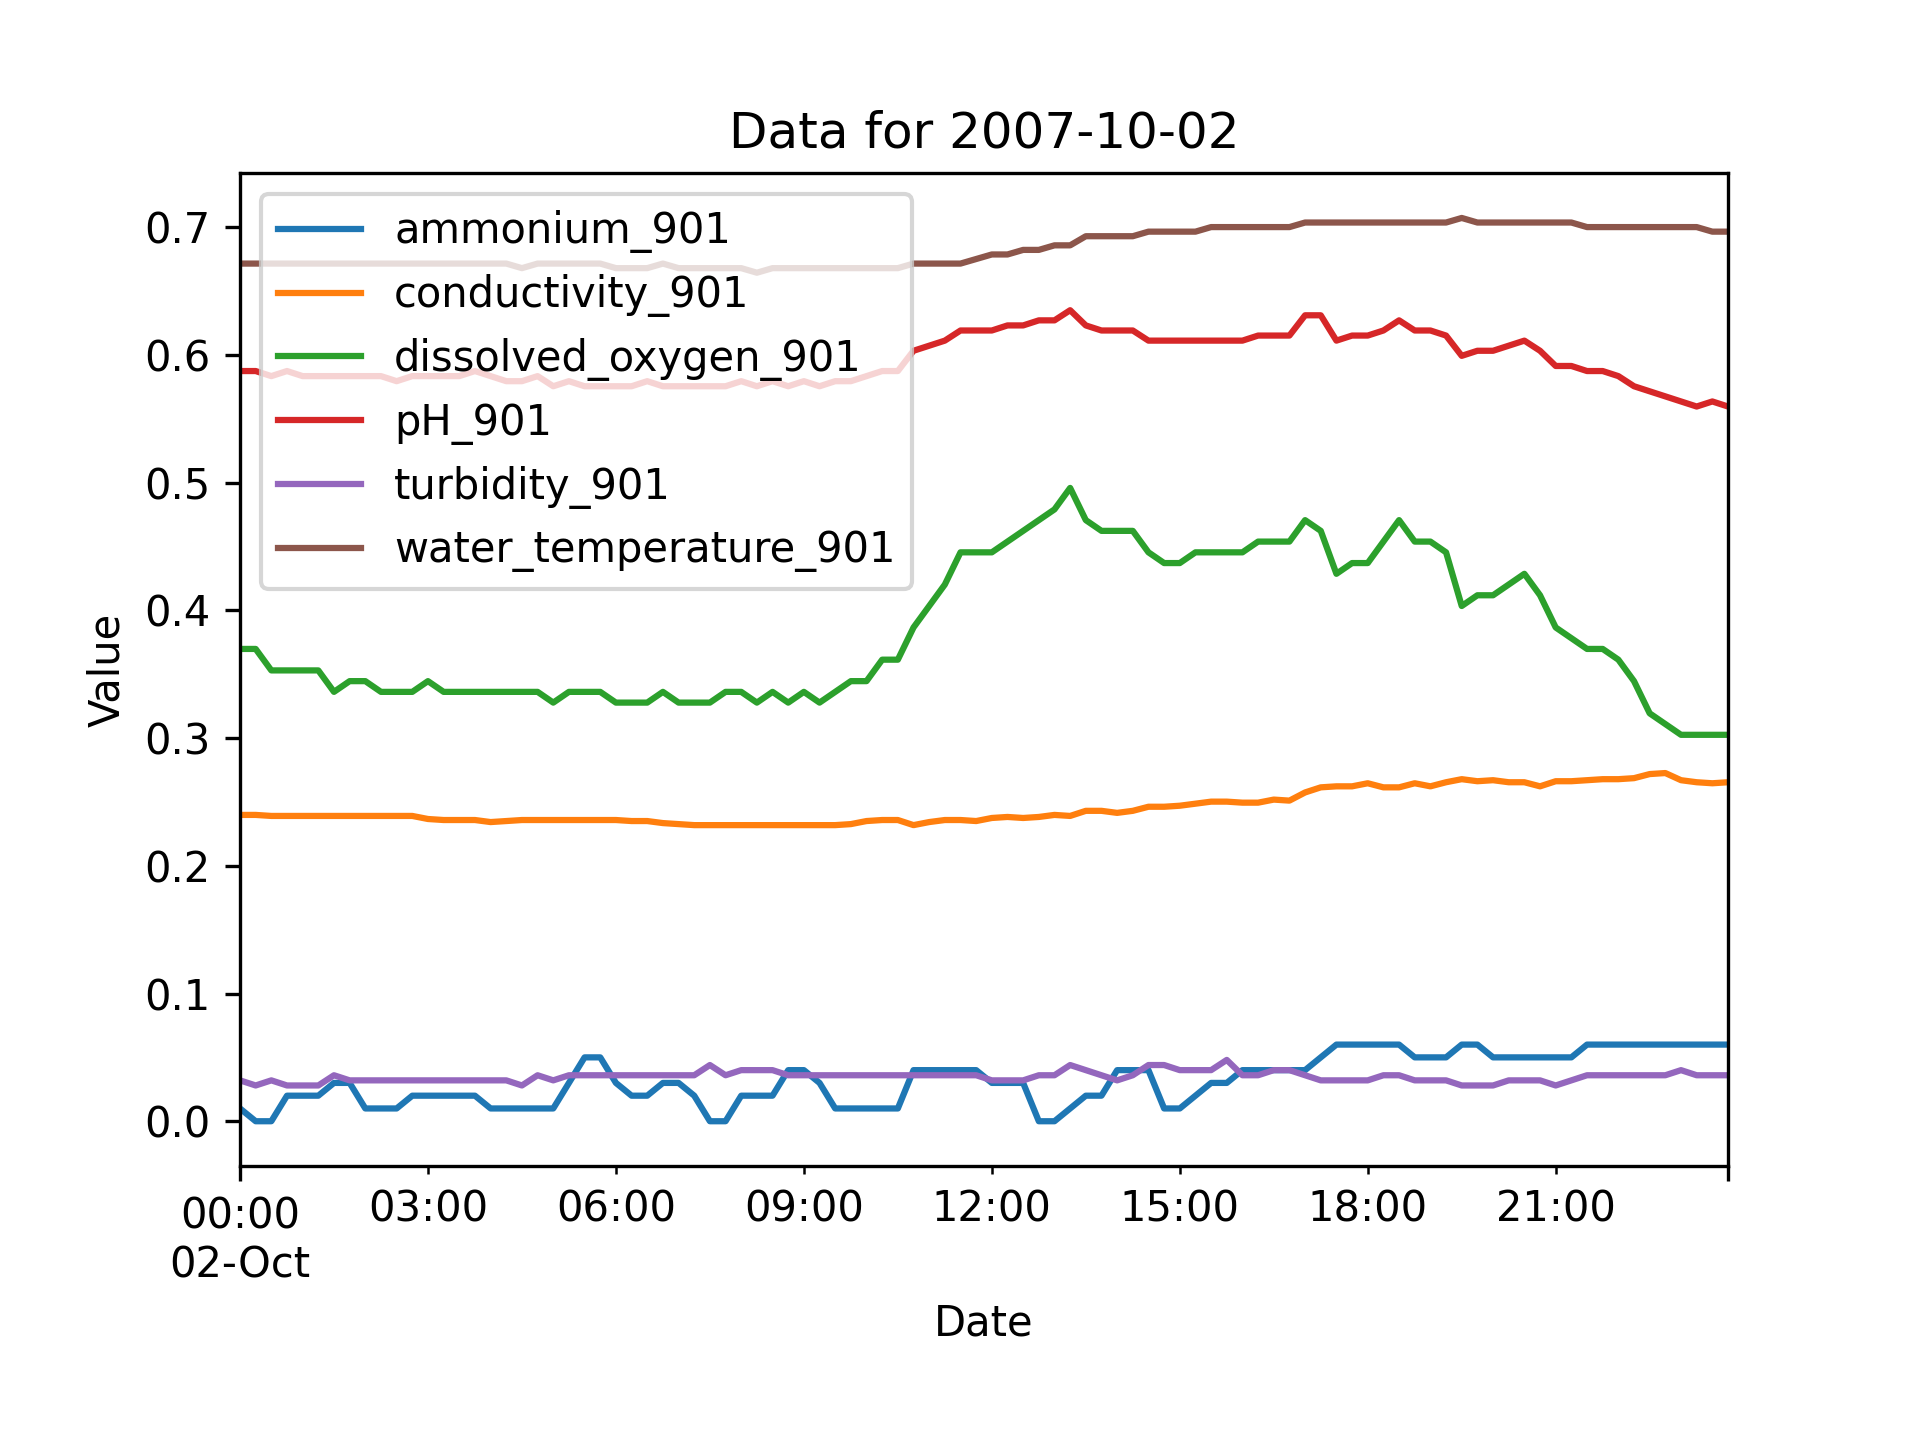 Data for 2007-10-02
0.7
0.6
0.5
0.4
0.3
0.2
0.1
0.0
Value
ammonium_901
conductivity_901
dissolved_oxygen_901
pH_901
turbidity_901
water_temperature_901
00:00 03:00 06:00 09:00 12:00 15:00 18:00 21:00
02-Oct
Date